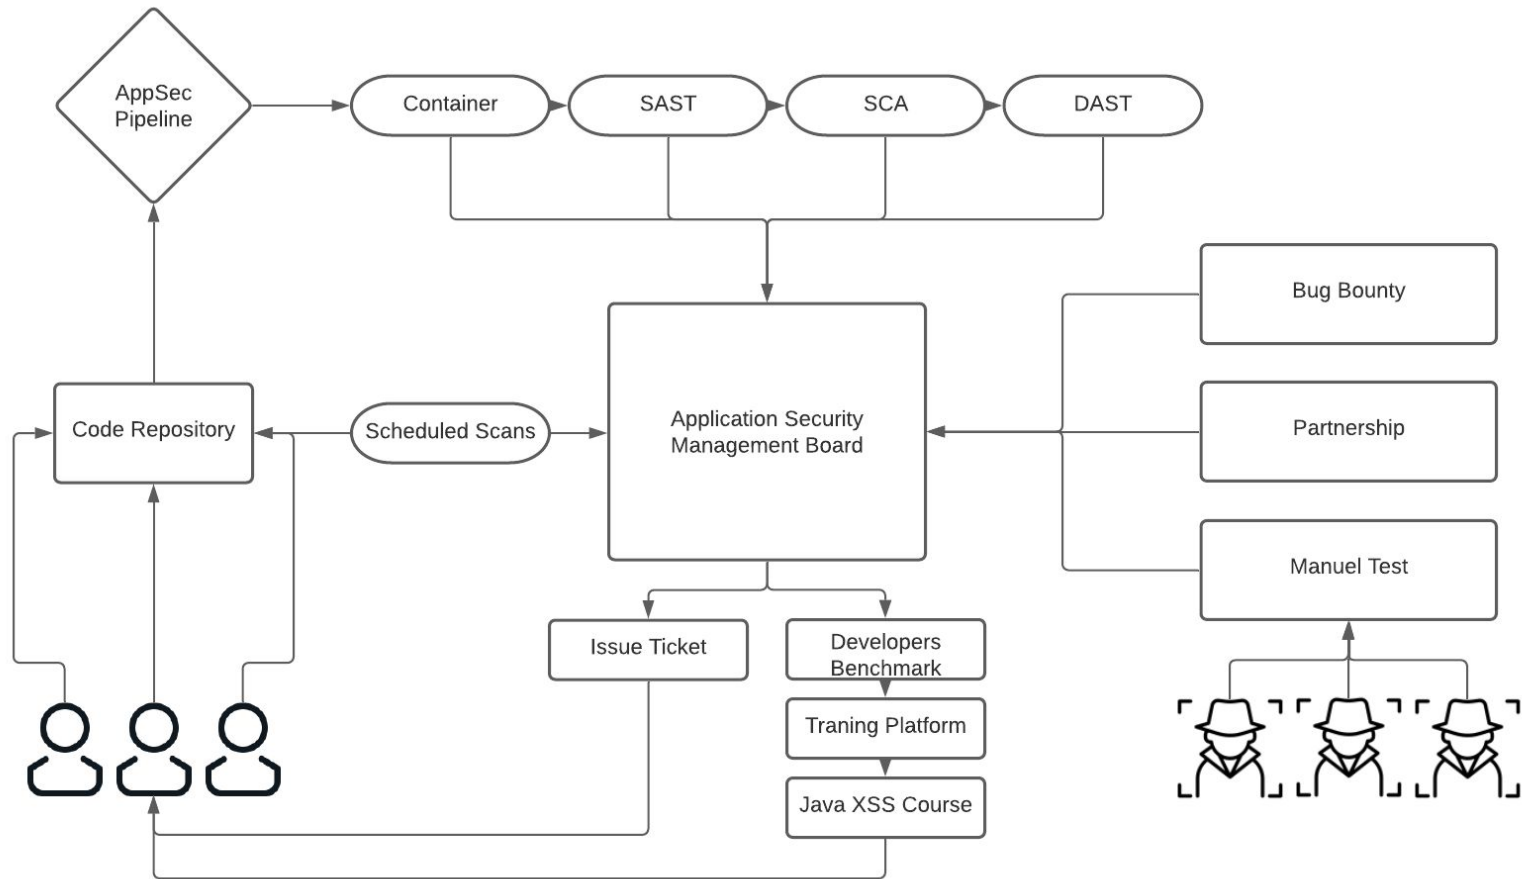 AppSec
Pipeline
Container
SAST
SCA
DAST
Bug Bounty
Code Repository
Scheduled Scans
Application Security
Management Board
Partnership
Manuel Test
Issue Ticket
Developers
Benchmark
Traning Platform
Java XSS Course